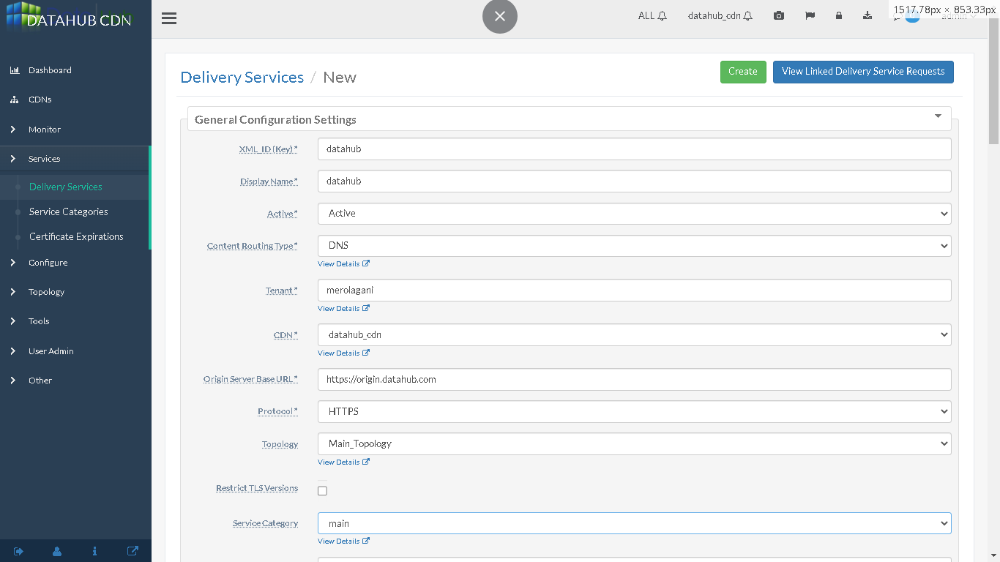 DATAHUB CDN
ALL
datahub_cdn
1517.78px × 853.33px
admin
Dashboard
CDNs
Monitor
Services
Delivery Services
Service Categories
Certificate Expirations
Configure
Topology
Tools
User Admin
Other
Delivery Services / New
Create
View Linked Delivery Service Requests
General Configuration Settings
XML_ID (Key) *
datahub
Display Name *
datahub
Active *
Active
Content Routing Type *
DNS
View Details
Tenant *
merolagani
View Details
CDN *
datahub_cdn
View Details
Origin Server Base URL *
https://origin.datahub.com
Protocol *
HTTPS
Topology
Main_Topology
View Details
Restrict TLS Versions
Service Category
main
View Details